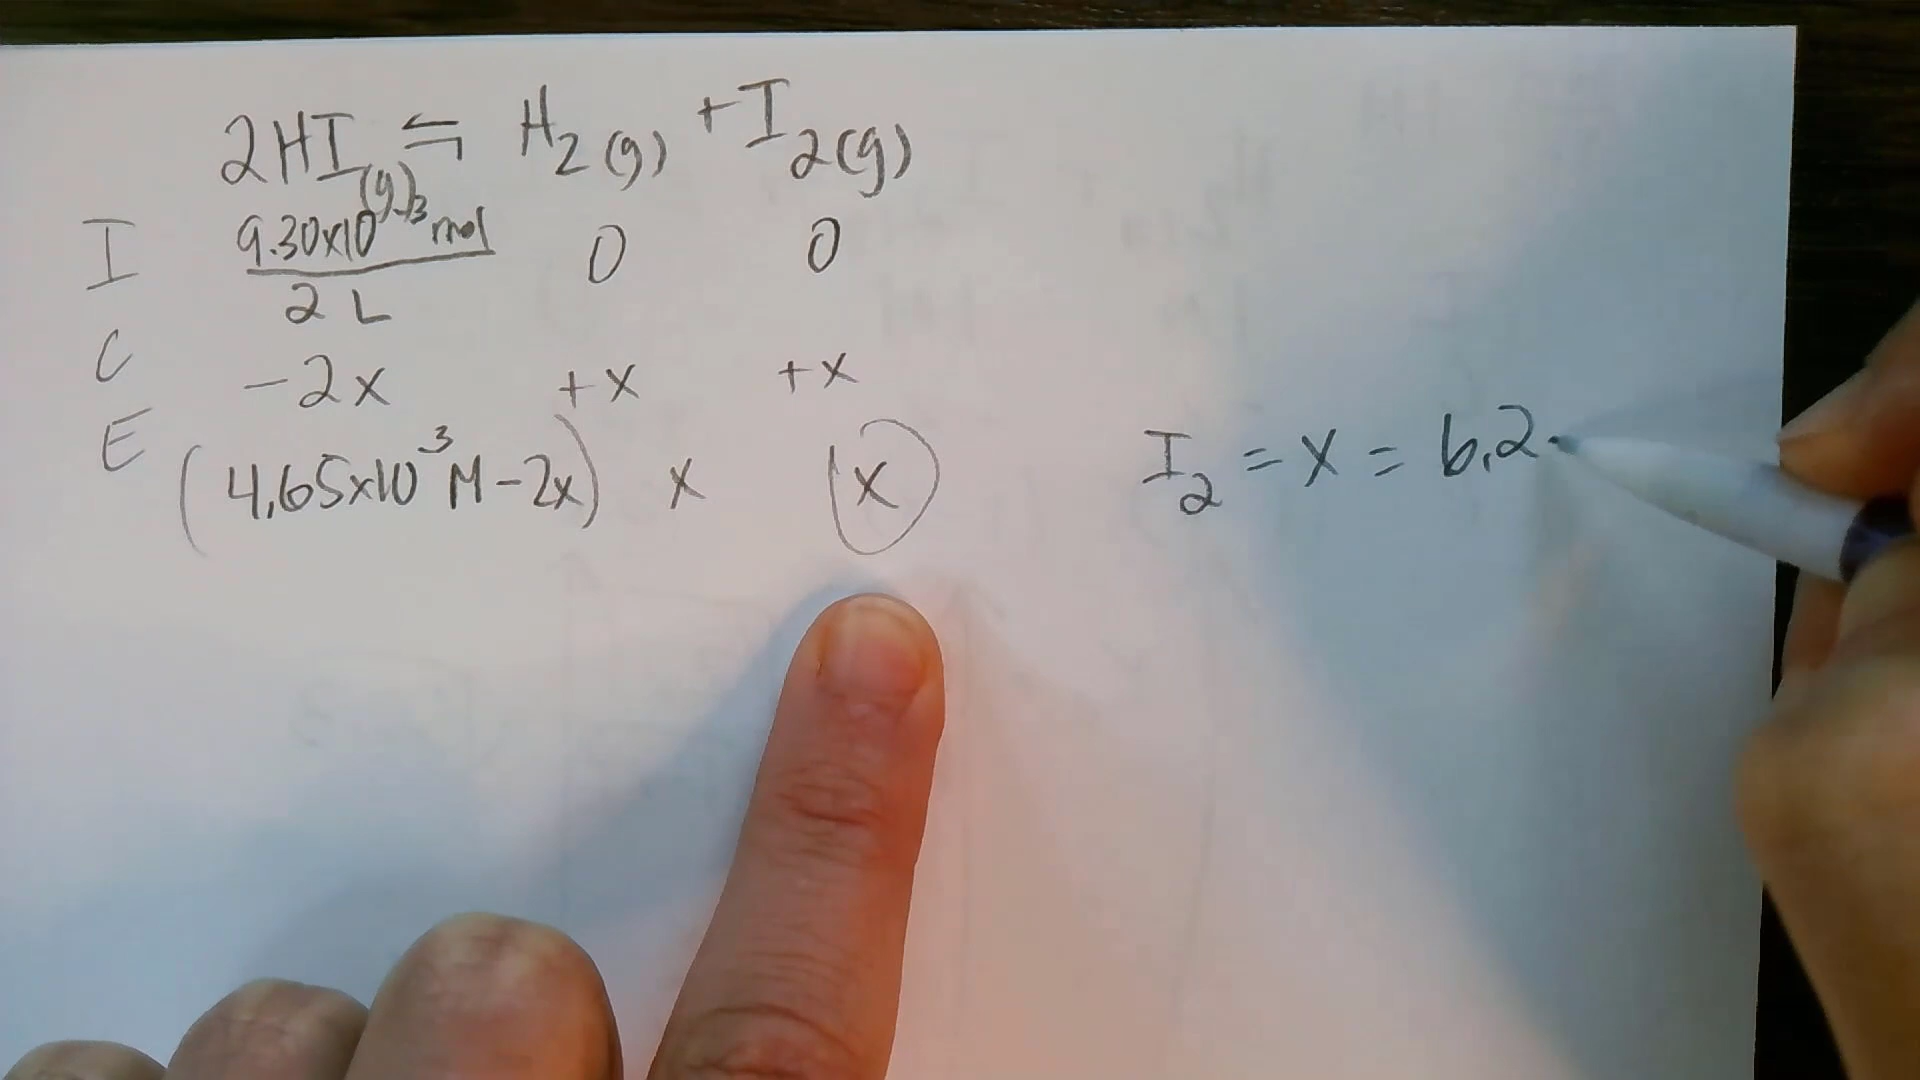 2HI(g) ⇆ H2(g) + I2(g)
I 9.30x10^-3 mol / 2 L 0 0
C -2x +x +x
E (4.65x10^3 M - 2x) x (x)
I2 = x = 6.2